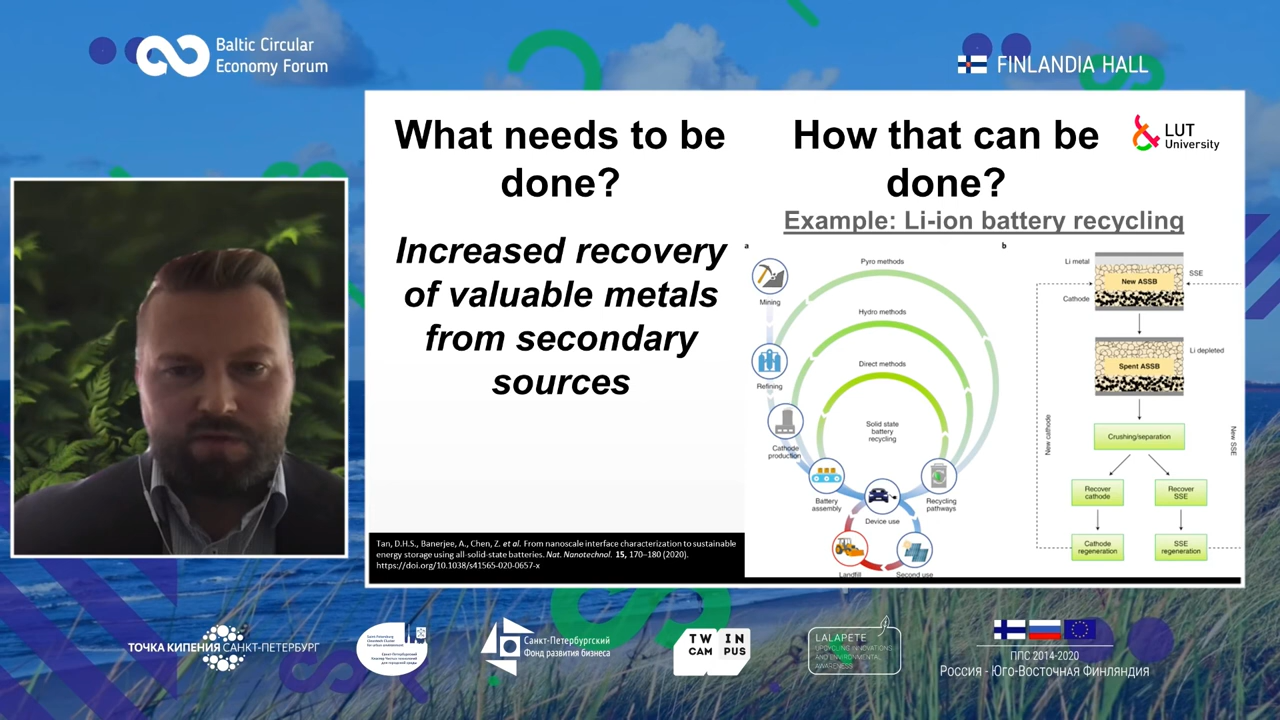 Baltic Circular
Economy Forum
FINLANDIA HALL
What needs to be
done?
Increased recovery
of valuable metals
from secondary
sources
Tan, D.H.S., Banerjee, A., Chen, Z. et al. From nanoscale interface characterization to sustainable
energy storage using all-solid-state batteries. Nat. Nanotechnol. 15, 170–180 (2020).
https://doi.org/10.1038/s41565-020-0657-x
How that can be
done?
LUT
University
Example: Li-ion battery recycling
a
Pyro methods
Hydro methods
Direct methods
Solid state
battery
recycling
Mining
Refining
Cathode
production
Battery
assembly
Device use
Recycling
pathways
Landfill
Second use
b
Li metal
SSE
New ASSB
Cathode
Li depleted
Spent ASSB
Crushing/separation
New cathode
New SSE
Recover
cathode
Recover
SSE
Cathode
regeneration
SSE
regeneration
ТОЧКА КИПЕНИЯ САНКТ-ПЕТЕРБУРГ
Санкт-Петербургский
Фонд развития бизнеса
TW IN
CAM PUS
LALAPETE
UPCYCLING INNOVATIONS
AND ENVIRONMENTAL
AWARENESS
ППС 2014-2020
Россия - Юго-Восточная Финляндия